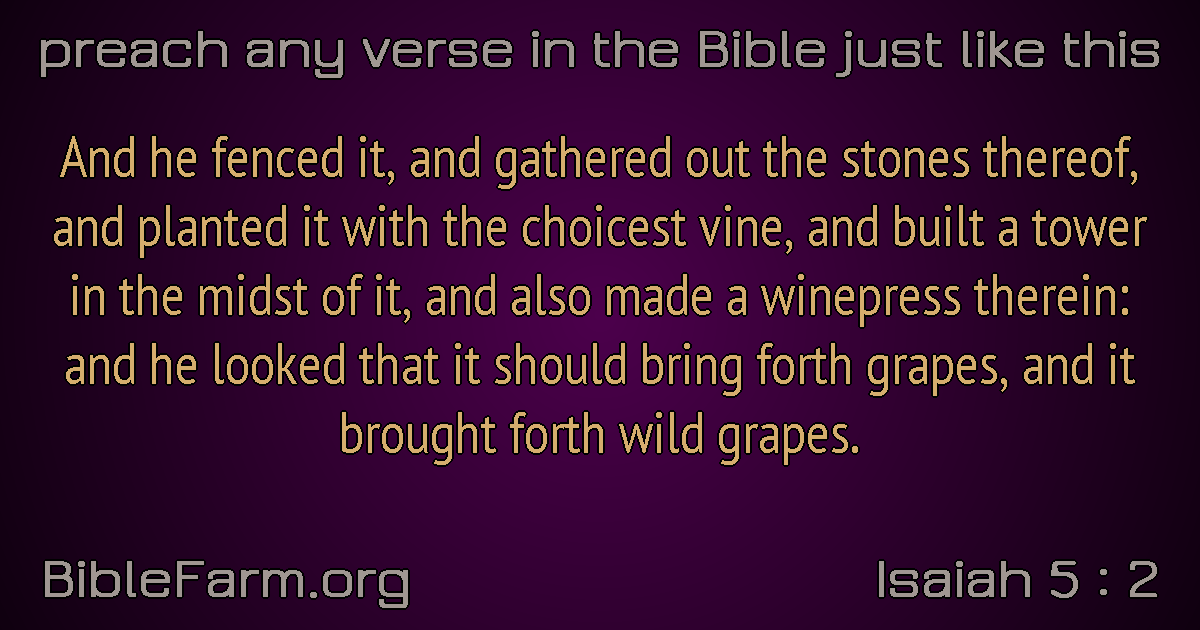 preach any verse in the Bible just like this
And he fenced it, and gathered out the stones thereof,
and planted it with the choicest vine, and built a tower
in the midst of it, and also made a winepress therein:
and he looked that it should bring forth grapes, and it
brought forth wild grapes.
BibleFarm.org
Isaiah 5 : 2